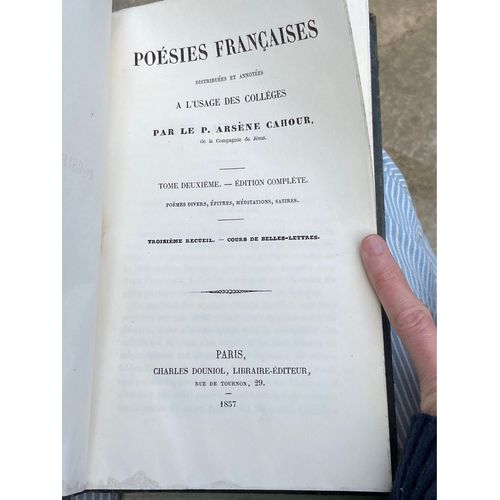 POÉSIES FRANÇAISES
DISTRIBUÉES ET ANNOTÉES
A L'USAGE DES COLLÉGES
PAR LE P. ARSÈNE CAHOUR,
de la Compagnie de Jésus.
TOME DEUXIÈME. — ÉDITION COMPLÈTE.
POÈMES DIVERS, ÉPITRES, MÉDITATIONS, SATIRES.
TROISIÈME RECUEIL. — COURS DE BELLES-LETTRES.
PARIS,
CHARLES DOUNIOL, LIBRAIRE-ÉDITEUR,
RUE DE TOURNON, 29.
1857